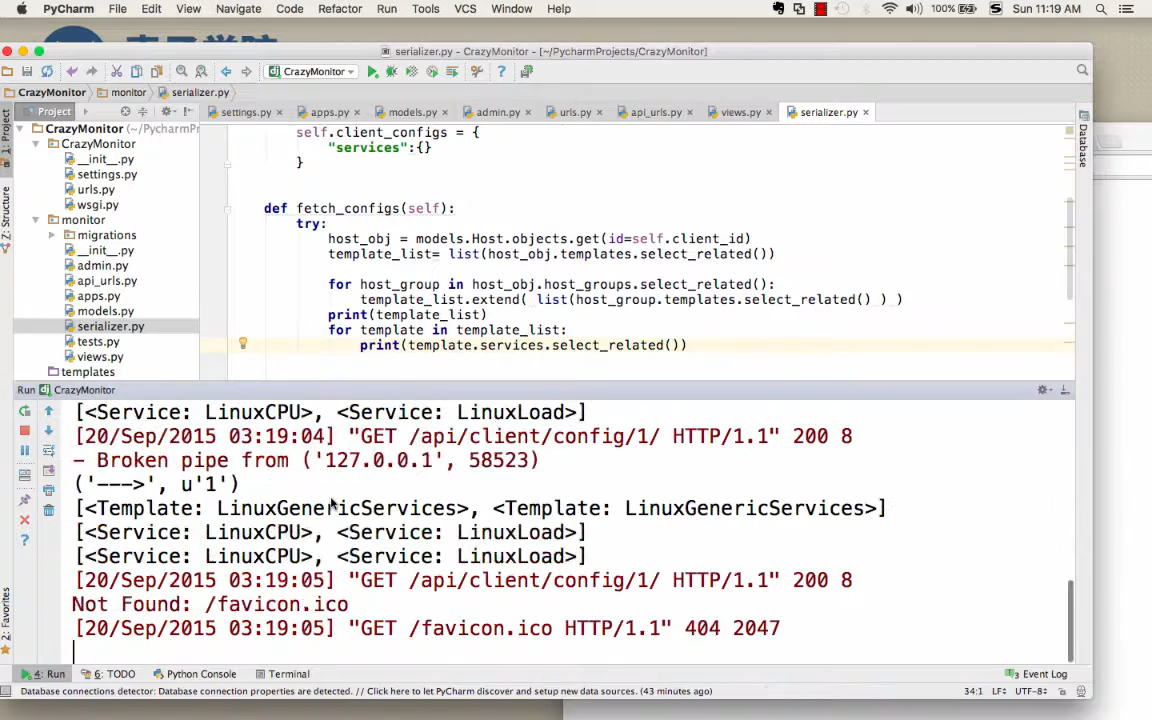 PyCharm File Edit View Navigate Code Refactor Run Tools VCS Window Help 100% Sun 11:19 AM
serializer.py - CrazyMonitor - [~/PycharmProjects/CrazyMonitor]
CrazyMonitor
CrazyMonitor monitor serializer.py
Project settings.py apps.py models.py admin.py urls.py api_urls.py views.py serializer.py
1: Project
Z: Structure
2: Favorites
Database
CrazyMonitor (~/PycharmPr
CrazyMonitor
__init__.py
settings.py
urls.py
wsgi.py
monitor
migrations
__init__.py
admin.py
api_urls.py
apps.py
models.py
serializer.py
tests.py
views.py
templates
self.client_configs = {
"services":{}
}
def fetch_configs(self):
try:
host_obj = models.Host.objects.get(id=self.client_id)
template_list= list(host_obj.templates.select_related())
for host_group in host_obj.host_groups.select_related():
template_list.extend( list(host_group.templates.select_related() ) )
print(template_list)
for template in template_list:
print(template.services.select_related())
Run CrazyMonitor
[<Service: LinuxCPU>, <Service: LinuxLoad>]
[20/Sep/2015 03:19:04] "GET /api/client/config/1/ HTTP/1.1" 200 8
- Broken pipe from ('127.0.0.1', 58523)
('--->', u'1')
[<Template: LinuxGenericServices>, <Template: LinuxGenericServices>]
[<Service: LinuxCPU>, <Service: LinuxLoad>]
[<Service: LinuxCPU>, <Service: LinuxLoad>]
[20/Sep/2015 03:19:05] "GET /api/client/config/1/ HTTP/1.1" 200 8
Not Found: /favicon.ico
[20/Sep/2015 03:19:05] "GET /favicon.ico HTTP/1.1" 404 2047
4: Run 6: TODO Python Console Terminal Event Log
Database connections detector: Database connection properties are detected. // Click here to let PyCharm discover and setup new data sources. (43 minutes ago) 34:1 LF÷ UTF-8÷